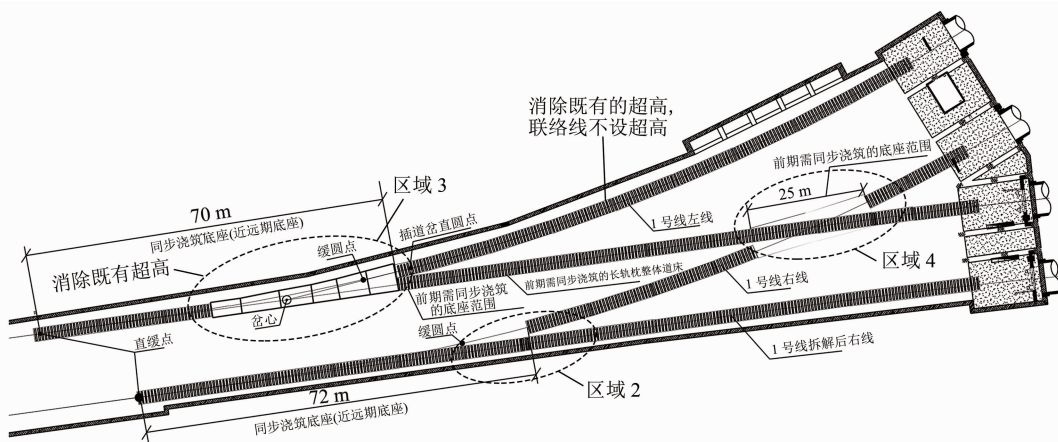 消除既有的超高,
联络线不设超高
前期需同步浇筑的底座范围
25 m
区域 3
70 m
同步浇筑底座(近远期底座)
插道岔直圆点
1 号线左线
缓圆点
消除既有超高
区域 4
前期需同步浇筑
的底座范围
前期需同步浇筑的长轨枕整体道床
1 号线右线
岔心
缓圆点
直缓点
1 号线拆解后右线
区域 2
72 m
同步浇筑底座(近远期底座)